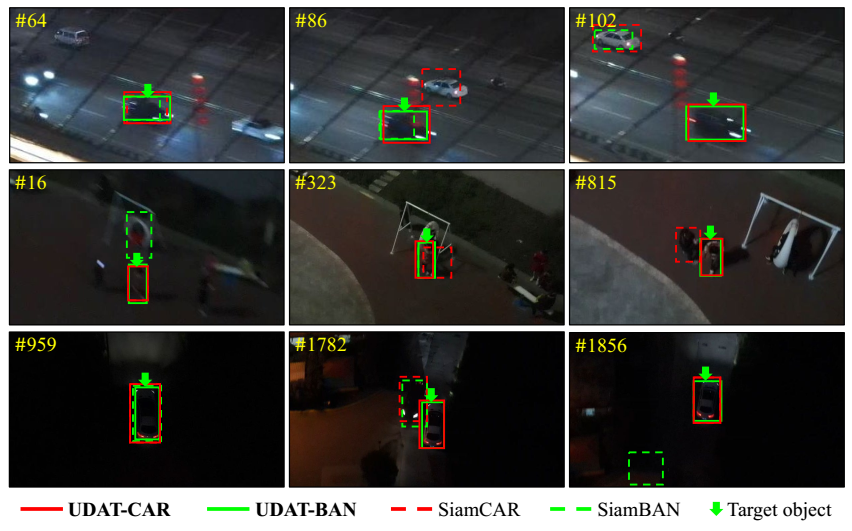 #64 #86 #102
#16 #323 #815
#959 #1782 #1856
UDAT-CAR UDAT-BAN SiamCAR SiamBAN Target object